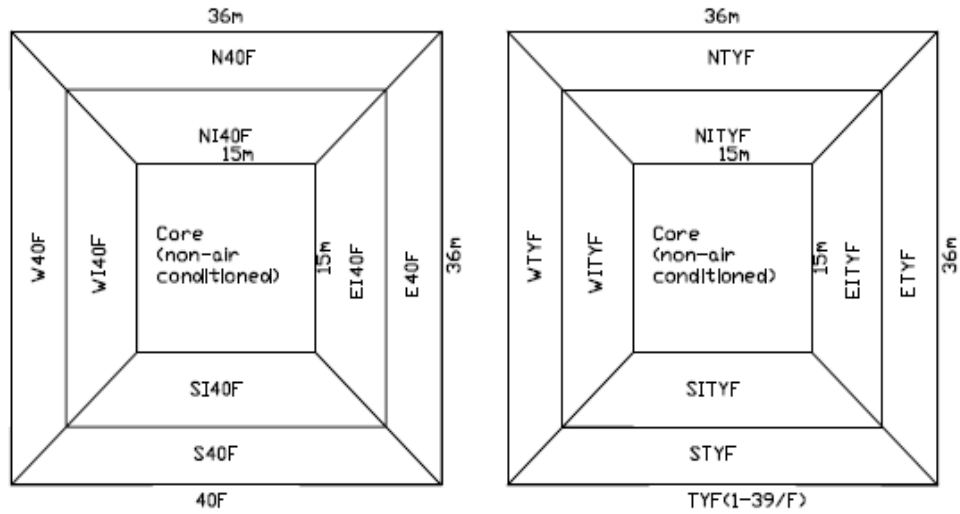 36m
N40F
NI40F
15m
W40F
WI40F
Core
(non-air
conditioned)
15m
EI40F
E40F
36m
SI40F
S40F
40F
36m
NTYF
NITYF
15m
WTYF
WITYF
Core
(non-air
conditioned)
15m
EITYF
ETYF
36m
SITYF
STYF
TYF(1-39/F)